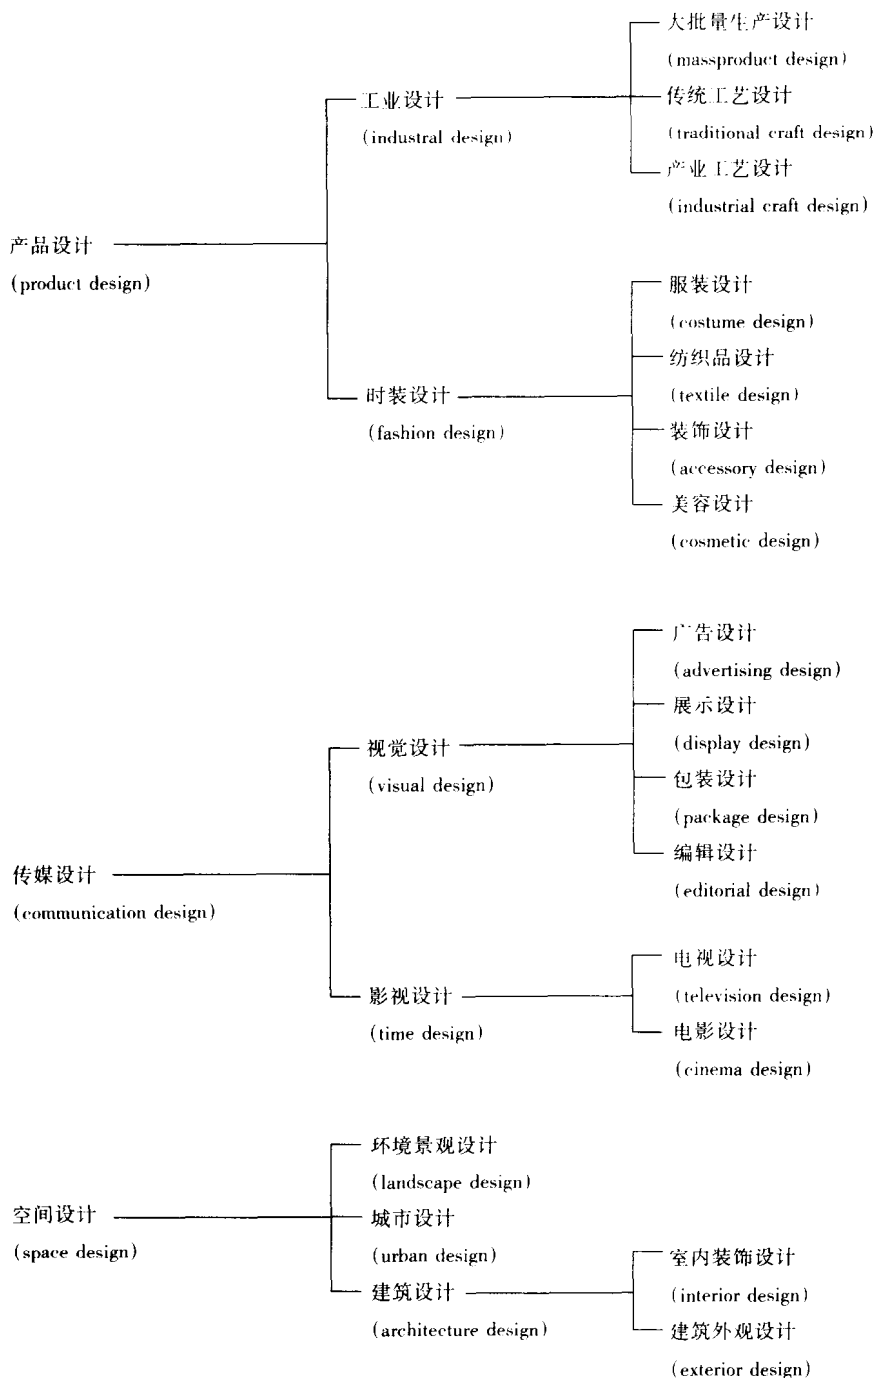 大批量生产设计
(massproduct design)
工业设计
(industral design)
传统工艺设计
(traditional craft design)
产业工艺设计
(industrial craft design)
产品设计
(product design)
服装设计
(costume design)
纺织品设计
(textile design)
时装设计
(fashion design)
装饰设计
(accessory design)
美容设计
(cosmetic design)
广告设计
(advertising design)
展示设计
(display design)
视觉设计
(visual design)
包装设计
(package design)
编辑设计
(editorial design)
传媒设计
(communication design)
电视设计
(television design)
影视设计
(time design)
电影设计
(cinema design)
环境景观设计
(landscape design)
空间设计
(space design)
城市设计
(urban design)
建筑设计
(architecture design)
室内装饰设计
(interior design)
建筑外观设计
(exterior design)